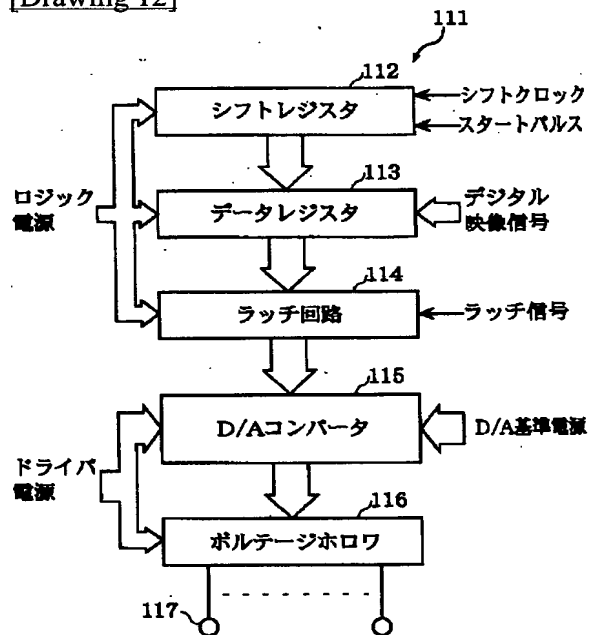 [Drawing 12]
111
112
シフトレジスタ
シフトクロック
スタートパルス
113
ロジック
電源
データレジスタ
デジタル
映像信号
114
ラッチ回路
ラッチ信号
115
D/Aコンバータ
D/A基準電源
ドライバ
電源
116
ボルテージホロワ
117